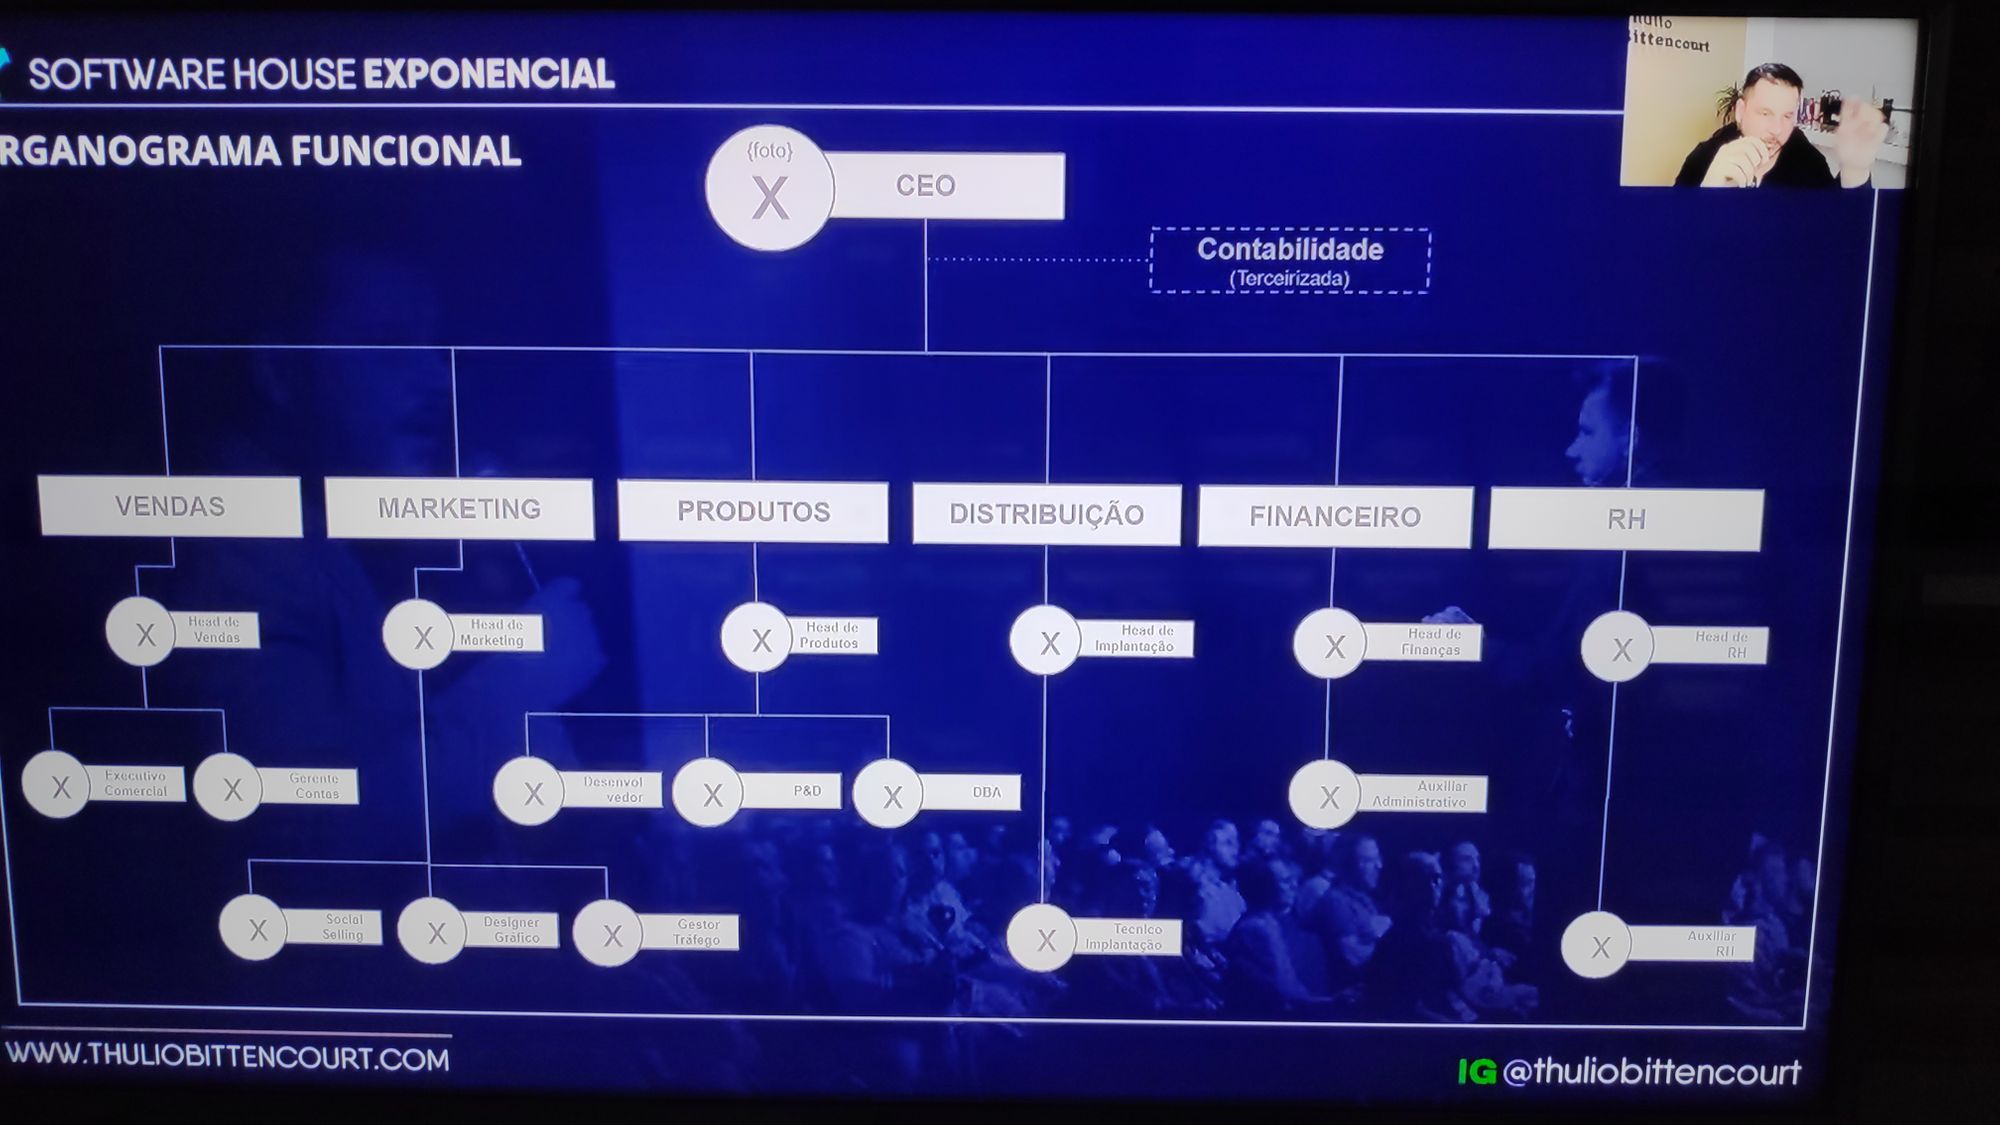 SOFTWARE HOUSE EXPONENCIAL
Bittencourt
RGANOGRAMA FUNCIONAL
{foto}
X
CEO
Contabilidade
(Terceirizada)
VENDAS
MARKETING
PRODUTOS
DISTRIBUIÇÃO
FINANCEIRO
RH
X
Head de
Vendas
X
Head de
Marketing
X
Head de
Produtos
X
Head de
Implantação
X
Head de
Finanças
X
Head de
RH
X
Executivo
Comercial
X
Gerente
Contas
X
Desenvol
vedor
X
P&D
X
DBA
X
Auxiliar
Administrativo
X
Social
Selling
X
Designer
Gráfico
X
Gestor
Tráfego
X
Tecnico
Implantação
X
Auxiliar
RH
WWW.THULIOBITTENCOURT.COM
IG @thuliobittencourt